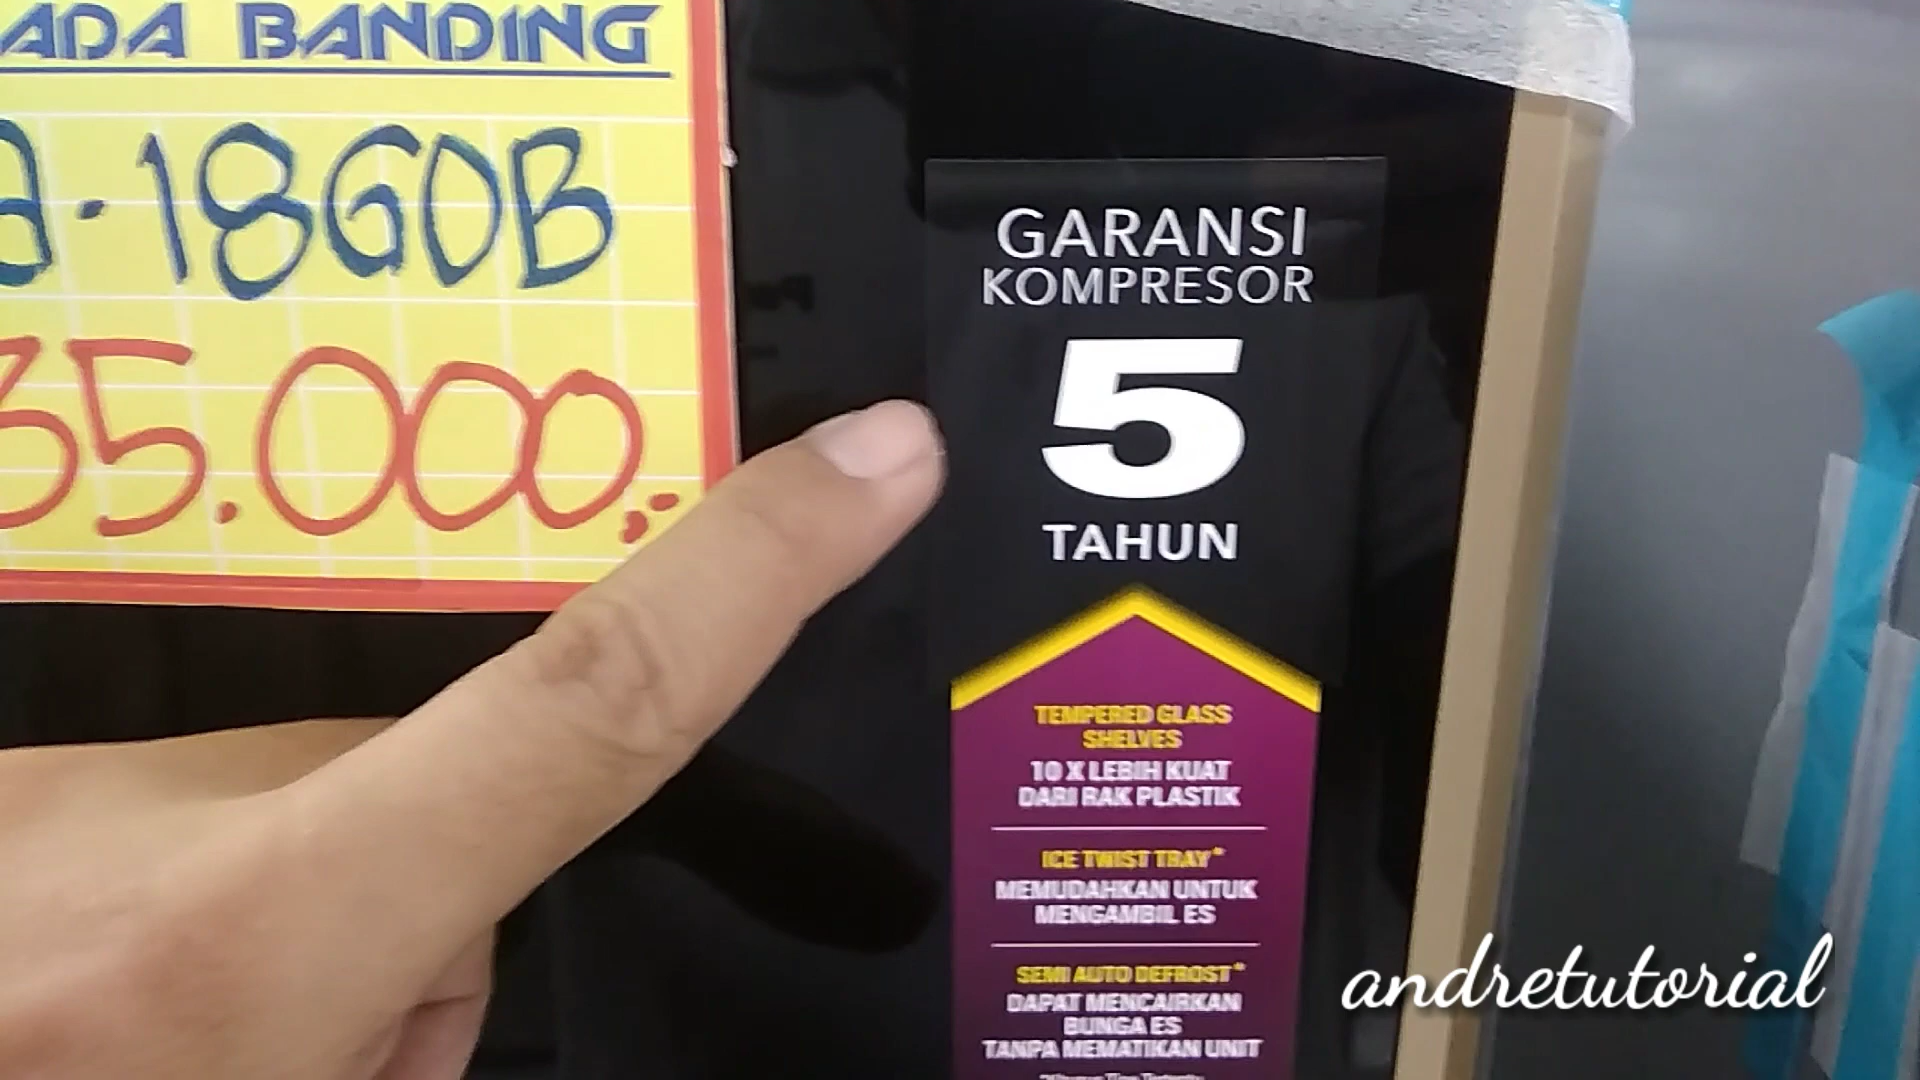 ADA BANDING
a-18GDB
35.000,-
GARANSI
KOMPRESOR
5
TAHUN
TEMPERED GLASS
SHELVES
10 X LEBIH KUAT
DARI RAK PLASTIK
ICE TWIST TRAY*
MEMUDAHKAN UNTUK
MENGAMBIL ES
SEMI AUTO DEFROST*
DAPAT MENCAIRKAN
BUNGA ES
TANPA MEMATIKAN UNIT
andretutorial